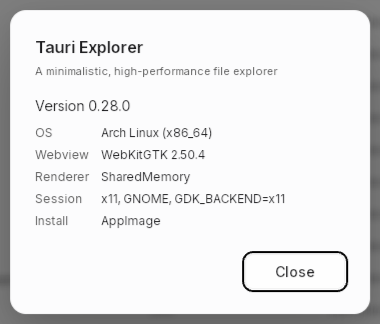 Tauri Explorer
A minimalistic, high-performance file explorer
Version 0.28.0
OS Arch Linux (x86_64)
Webview WebKitGTK 2.50.4
Renderer SharedMemory
Session x11, GNOME, GDK_BACKEND=x11
Install AppImage
Close